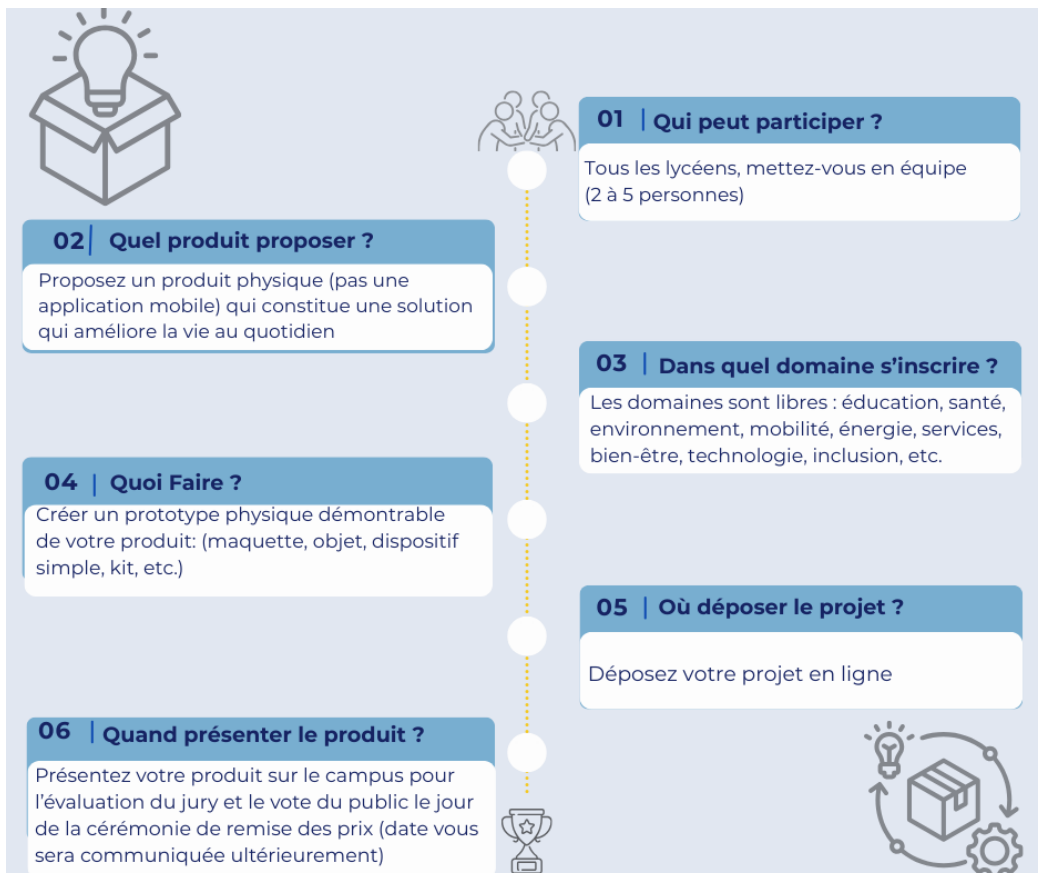 01 | Qui peut participer ?
Tous les lycéens, mettez-vous en équipe
(2 à 5 personnes)
02 | Quel produit proposer ?
Proposez un produit physique (pas une
application mobile) qui constitue une solution
qui améliore la vie au quotidien
03 | Dans quel domaine s’inscrire ?
Les domaines sont libres : éducation, santé,
environnement, mobilité, énergie, services,
bien-être, technologie, inclusion, etc.
04 | Quoi Faire ?
Créer un prototype physique démontrable
de votre produit: (maquette, objet, dispositif
simple, kit, etc.)
05 | Où déposer le projet ?
Déposez votre projet en ligne
06 | Quand présenter le produit ?
Présentez votre produit sur le campus pour
l’évaluation du jury et le vote du public le jour
de la cérémonie de remise des prix (date vous
sera communiquée ultérieurement)